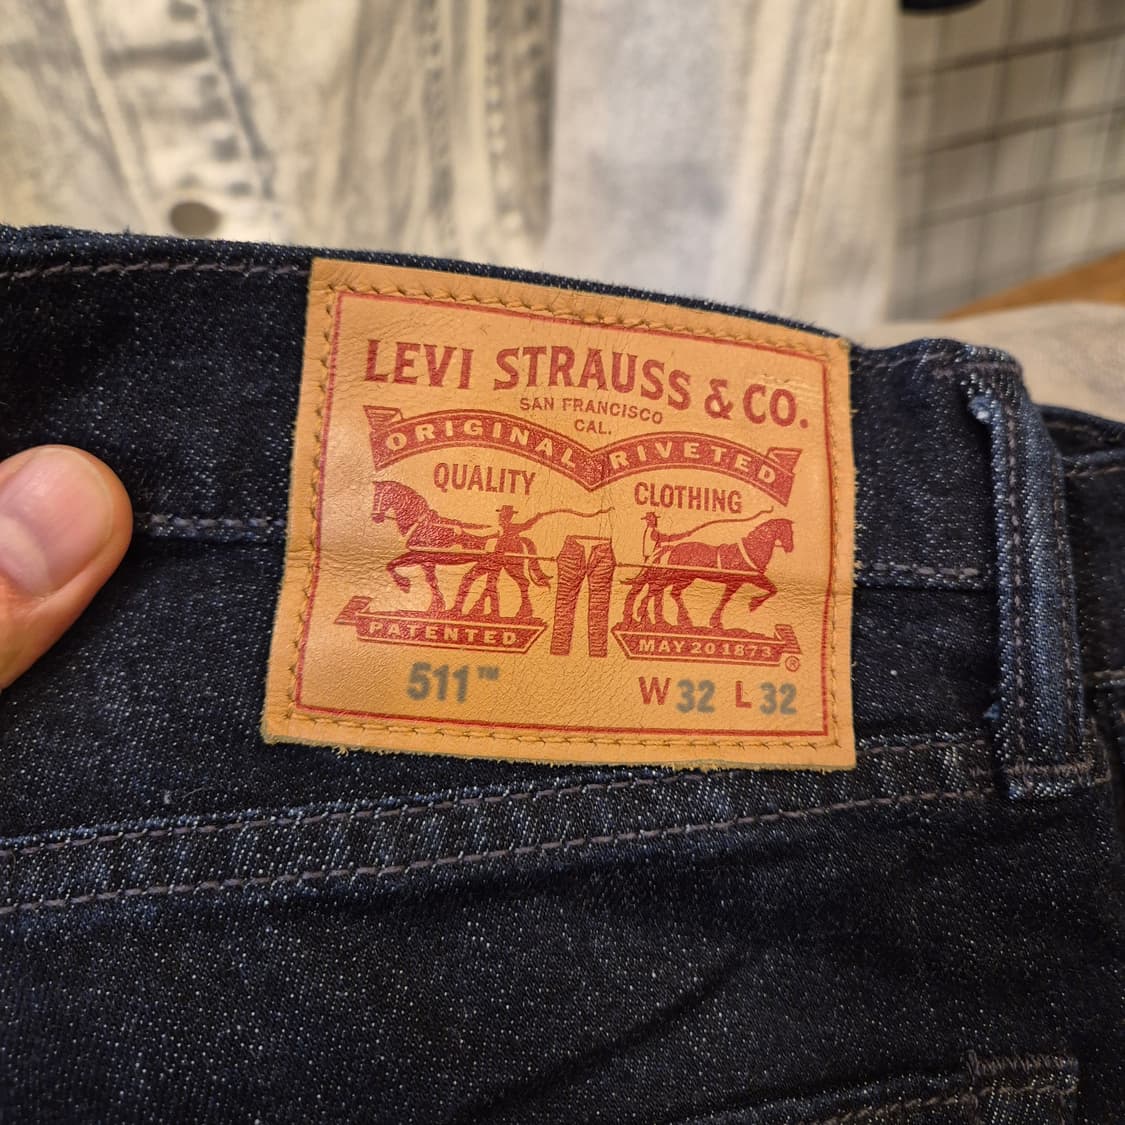 LEVI STRAUSS & CO.
SAN FRANCISCO
CAL.
ORIGINAL RIVETED
QUALITY CLOTHING
PATENTED MAY 20 1873 ®
511™ W 32 L 32